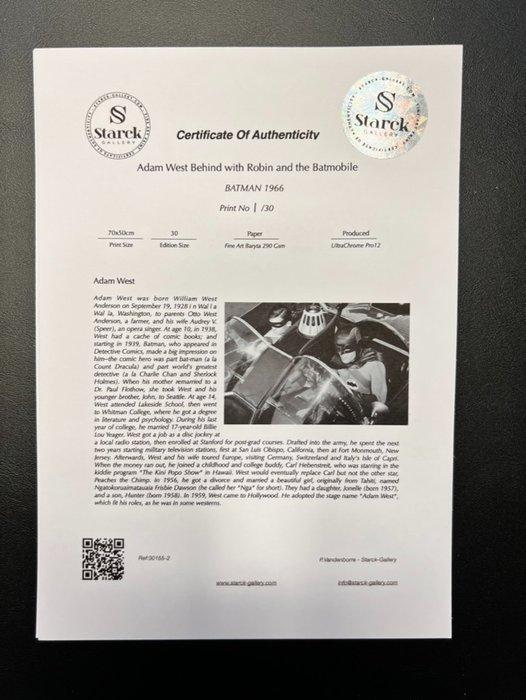 S
Starck
GALLERY
S
Starck
GALLERY
Certificate Of Authenticity
Adam West Behind with Robin and the Batmobile
BATMAN 1966
Print No 1 /30
70x50cm 30 Paper Produced
Print Size Edition Size Fine Art Baryta 290 Gsm UltraChrome Pro12
Adam West
Adam West was born William West
Anderson on September 19, 1928 in Walla
Walla, Washington, to parents Otto West
Anderson, a farmer, and his wife Audrey V.
(Speer), an opera singer. At age 10, in 1938,
West had a cache of comic books; and
starting in 1939, Batman, who appeared in
Detective Comics, made a big impression on
him--the comic hero was part bat-man (a la
Count Dracula) and part world's greatest
detective (a la Charlie Chan and Sherlock
Holmes). When his mother remarried to a
Dr. Paul Flothow, she took West and his
younger brother, John, to Seattle. At age 14,
West attended Lakeside School, then went
to Whitman College, where he got a degree
in literature and psychology. During his last
year of college, he married 17-year-old Billie
Lou Yeager. West got a job as a disc jockey at
a local radio station, then enrolled at Stanford for post-grad courses. Drafted into the army, he spent the next
two years starting military television stations, first at San Luis Obispo, California, then at Fort Monmouth, New
Jersey. Afterwards, West and his wife toured Europe, visiting Germany, Switzerland and Italy's Isle of Capri.
When the money ran out, he joined a childhood and college buddy, Carl Hebenstreit, who was starring in the
kiddie program "The Kini Popo Show" in Hawaii. West would eventually replace Carl but not the other star,
Peaches the Chimp. In 1956, he got a divorce and married a beautiful girl, originally from Tahiti, named
Ngatokoruaimatauaia Frisbie Dawson (he called her "Nga" for short). They had a daughter, Jonelle (born 1957),
and a son, Hunter (born 1958). In 1959, West came to Hollywood. He adopted the stage name "Adam West",
which fit his roles, as he was in some westerns.
Ref:30155-2
P.Vandenborre - Starck-Gallery
www.starck-gallery.com
info@starck-gallery.com